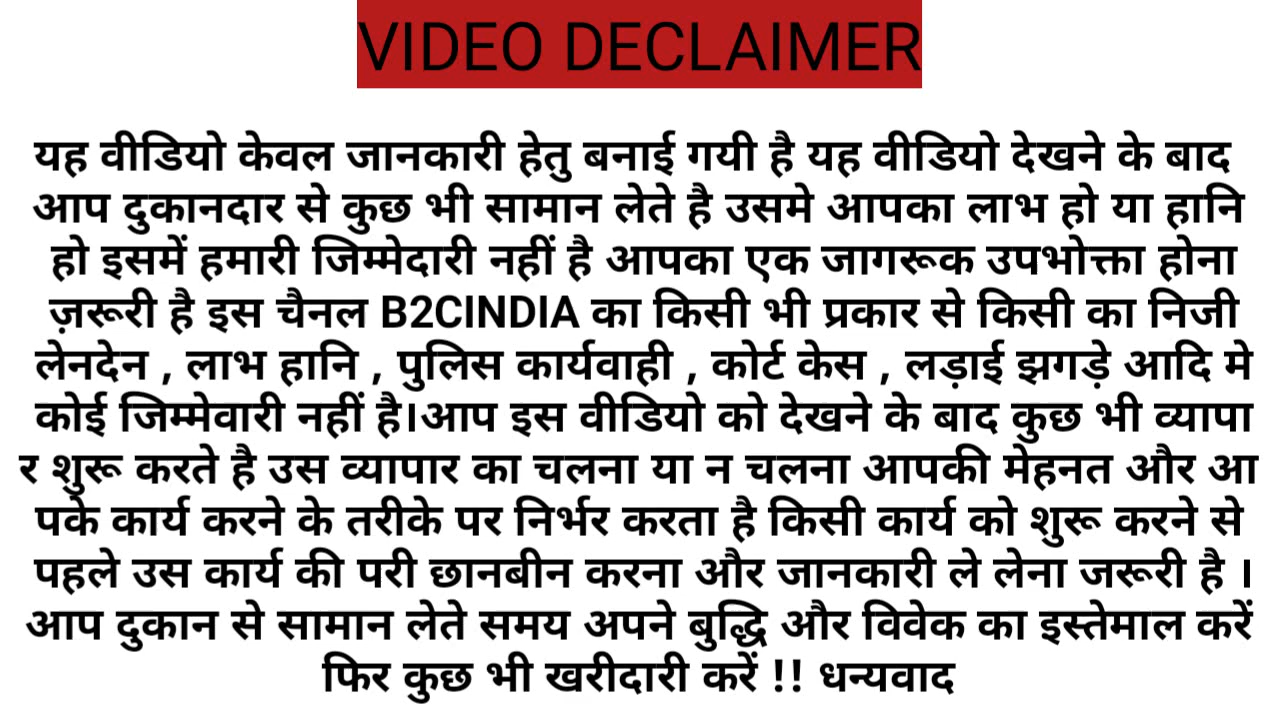 VIDEO DECLAIMER
यह वीडियो केवल जानकारी हेतु बनाई गयी है यह वीडियो देखने के बाद
आप दुकानदार से कुछ भी सामान लेते है उसमे आपका लाभ हो या हानि
हो इसमें हमारी जिम्मेदारी नहीं है आपका एक जागरूक उपभोक्ता होना
ज़रूरी है इस चैनल B2CINDIA का किसी भी प्रकार से किसी का निजी
लेनदेन , लाभ हानि , पुलिस कार्यवाही , कोर्ट केस , लड़ाई झगड़े आदि मे
कोई जिम्मेवारी नहीं है।आप इस वीडियो को देखने के बाद कुछ भी व्यापा
र शुरू करते है उस व्यापार का चलना या न चलना आपकी मेहनत और आ
पके कार्य करने के तरीके पर निर्भर करता है किसी कार्य को शुरू करने से
पहले उस कार्य की परी छानबीन करना और जानकारी ले लेना जरूरी है ।
आप दुकान से सामान लेते समय अपने बुद्धि और विवेक का इस्तेमाल करें
फिर कुछ भी खरीदारी करें !! धन्यवाद